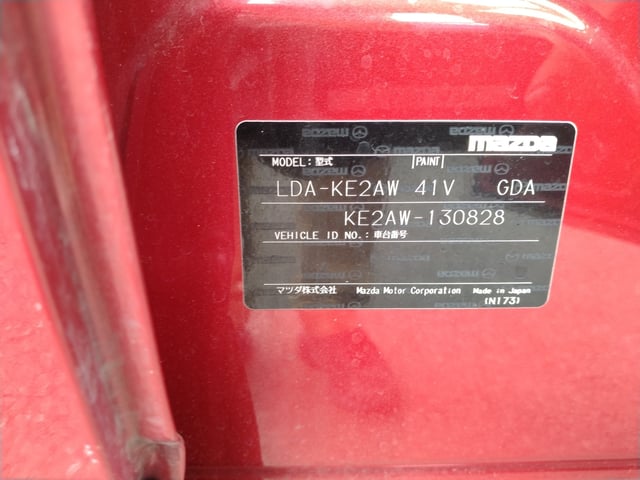 mazda
MODEL: 型式 PAINT
LDA-KE2AW 41V GDA
KE2AW-130828
VEHICLE ID NO.: 車台番号
マツダ株式会社 Mazda Motor Corporation Made in Japan
(N173)